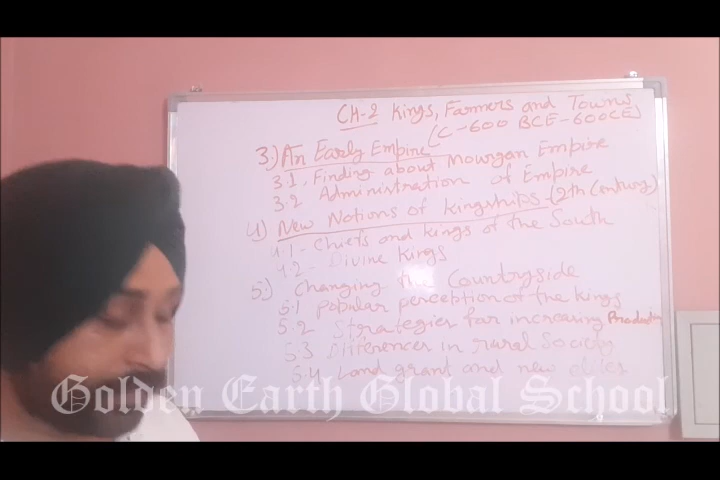 CH-2 Kings, Farmers and Towns
(C-600 BCE-600CE)
3.) An Early Empire
3.1. Finding about Mouryan Empire
3.2 Administration of Empire
4) New Notions of kingships-(2th Century)
4.1- Chiefs and kings of the South
4.2- Divine Kings
5.) Changing the Countryside
5.1 popular perception of the kings
5.2 Strategies for increasing Production
5.3 Differences in rural Society
5.4 Land grant and new elites
Golden Earth Global School